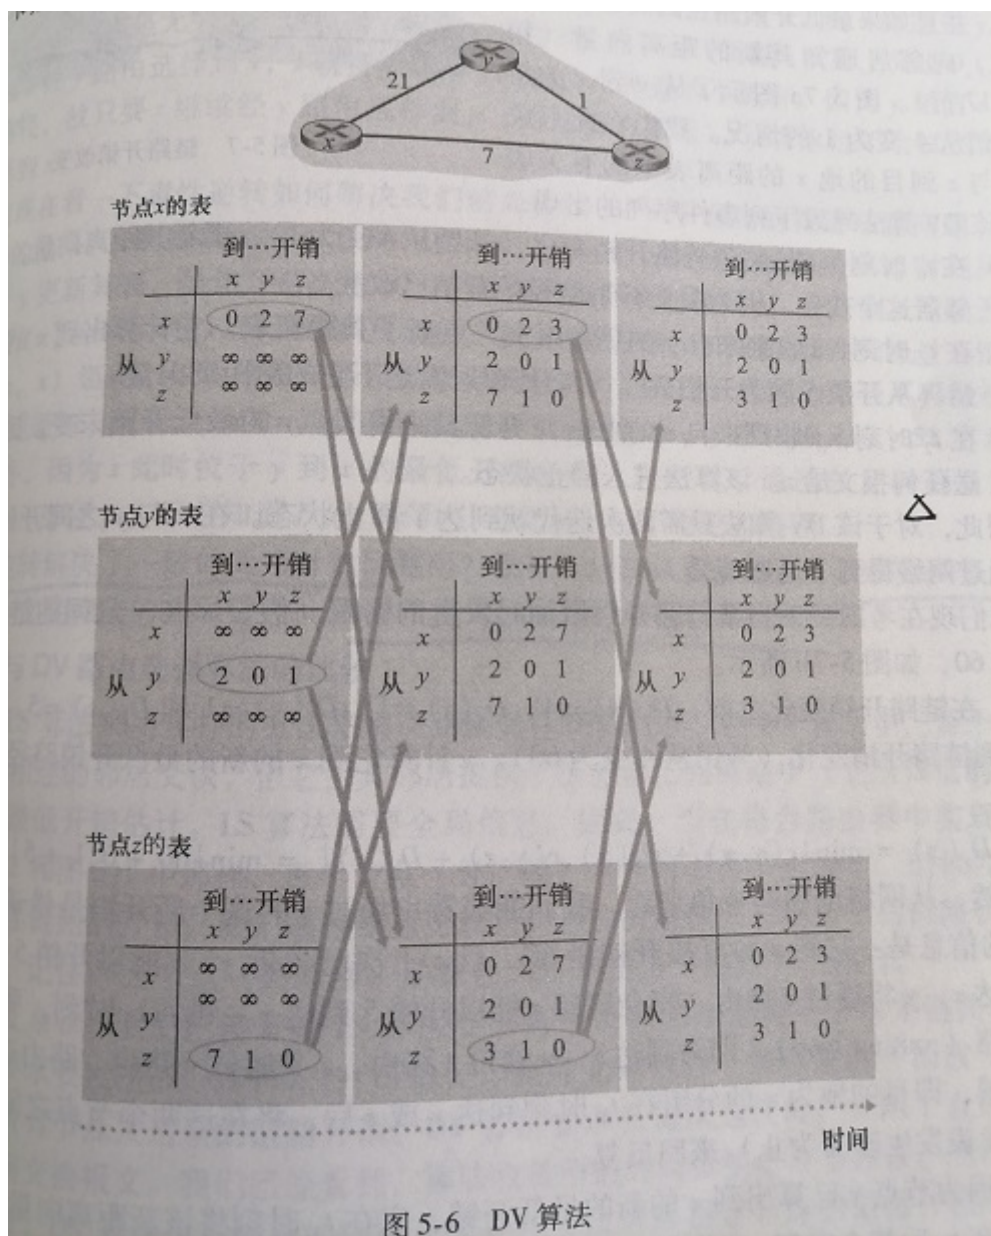 y
21
1
x
7
z
节点x的表
到…开销
x y z
x 0 2 7
从 y ∞ ∞ ∞
z ∞ ∞ ∞
到…开销
x y z
x 0 2 3
从 y 2 0 1
z 7 1 0
到…开销
x y z
x 0 2 3
从 y 2 0 1
z 3 1 0
节点y的表
到…开销
x y z
x ∞ ∞ ∞
从 y 2 0 1
z ∞ ∞ ∞
到…开销
x y z
x 0 2 7
从 y 2 0 1
z 7 1 0
到…开销
x y z
x 0 2 3
从 y 2 0 1
z 3 1 0
节点z的表
到…开销
x y z
x ∞ ∞ ∞
从 y ∞ ∞ ∞
z 7 1 0
到…开销
x y z
x 0 2 7
从 y 2 0 1
z 3 1 0
到…开销
x y z
x 0 2 3
从 y 2 0 1
z 3 1 0
时间
图 5-6 DV 算法